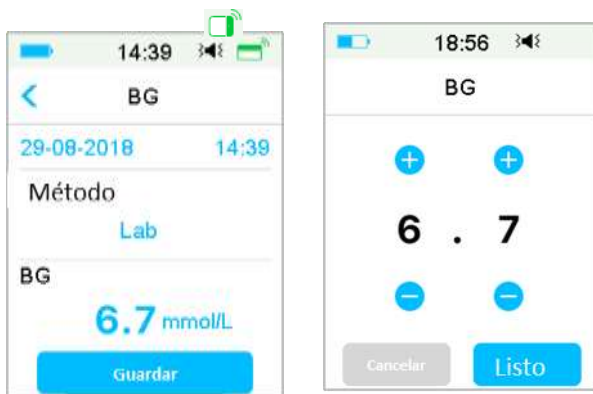 14:39
BG
29-08-2018 14:39
Método
Lab
BG
6.7 mmol/L
Guardar
18:56
BG
6 . 7
Cancelar Listo